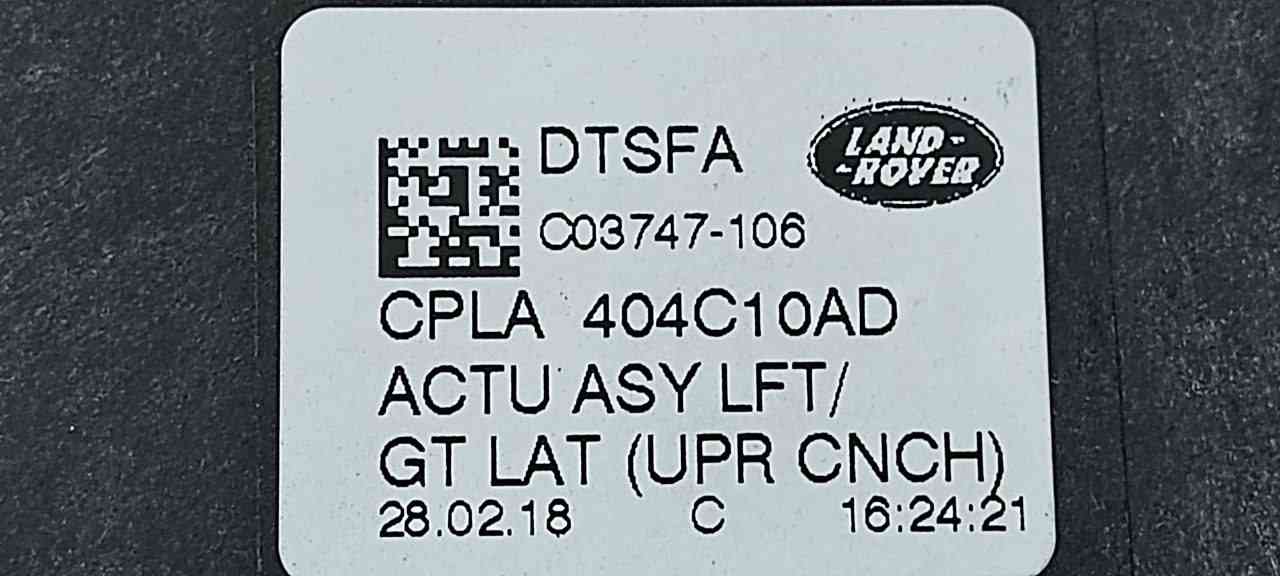 DTSFA
LAND-
-ROVER
C03747-106
CPLA 404C10AD
ACTU ASY LFT/
GT LAT (UPR CNCH)
28.02.18 C 16:24:21